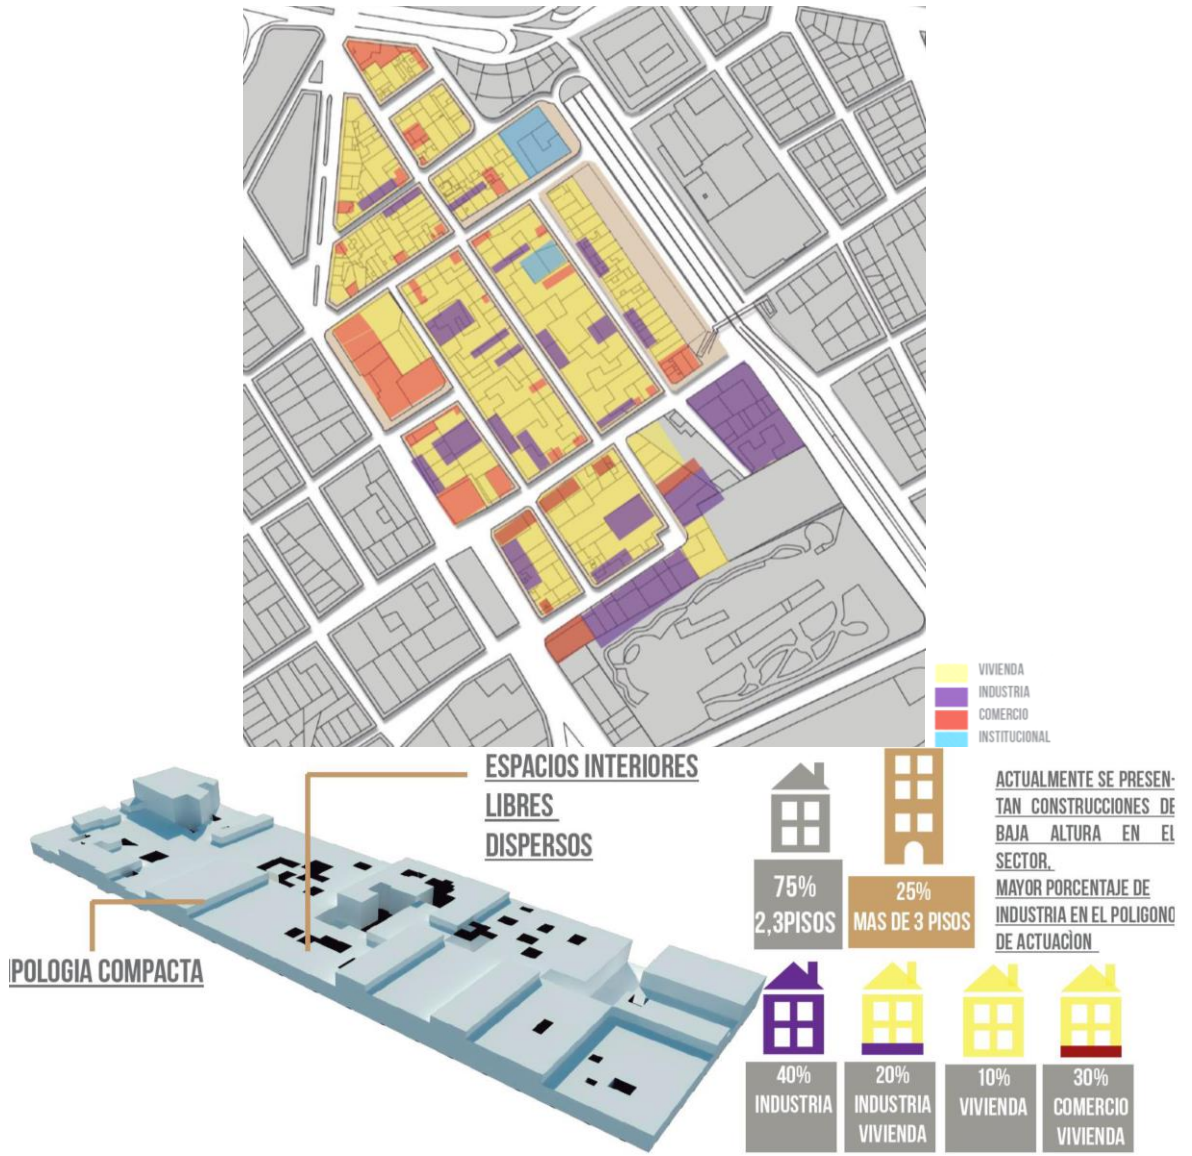 VIVIENDA
INDUSTRIA
COMERCIO
INSTITUCIONAL
ESPACIOS INTERIORES
LIBRES
DISPERSOS
IPOLOGIA COMPACTA
75%
2,3PISOS
25%
MAS DE 3 PISOS
ACTUALMENTE SE PRESEN-
TAN CONSTRUCCIONES DE
BAJA ALTURA EN EL
SECTOR,
MAYOR PORCENTAJE DE
INDUSTRIA EN EL POLIGONO
DE ACTUACÌON
40%
INDUSTRIA
20%
INDUSTRIA
VIVIENDA
10%
VIVIENDA
30%
COMERCIO
VIVIENDA